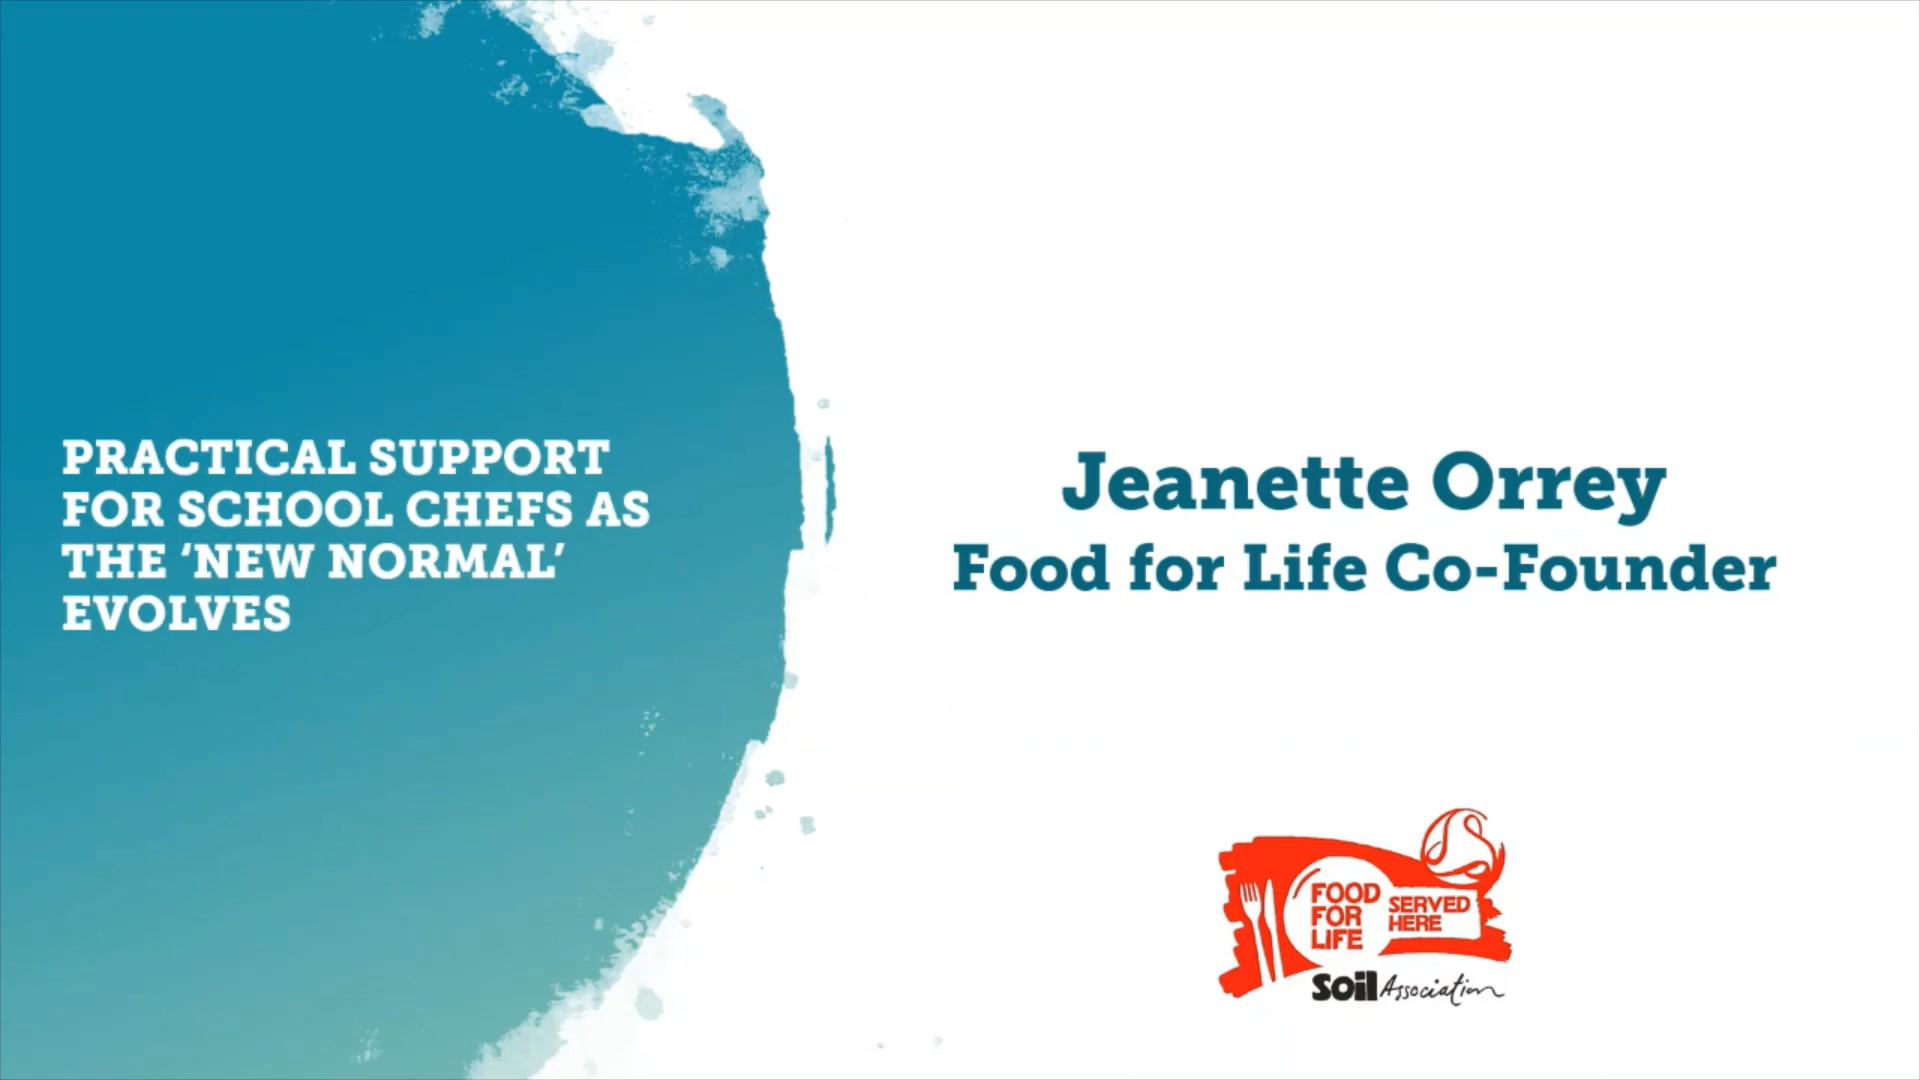 PRACTICAL SUPPORT
FOR SCHOOL CHEFS AS
THE ‘NEW NORMAL’
EVOLVES
Jeanette Orrey
Food for Life Co-Founder
FOOD
FOR
LIFE
SERVED
HERE
Soil Association